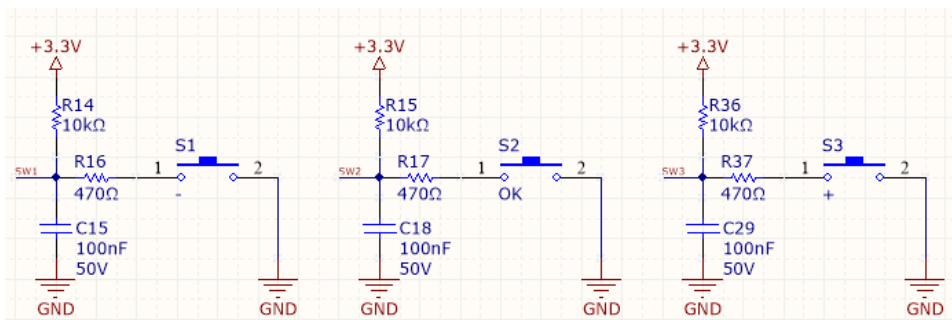 +3.3V
R14
10kΩ
SW1
R16
470Ω
1
S1
2
-
C15
100nF
50V
GND
GND
+3.3V
R15
10kΩ
SW2
R17
470Ω
1
S2
2
OK
C18
100nF
50V
GND
GND
+3.3V
R36
10kΩ
SW3
R37
470Ω
1
S3
2
+
C29
100nF
50V
GND
GND